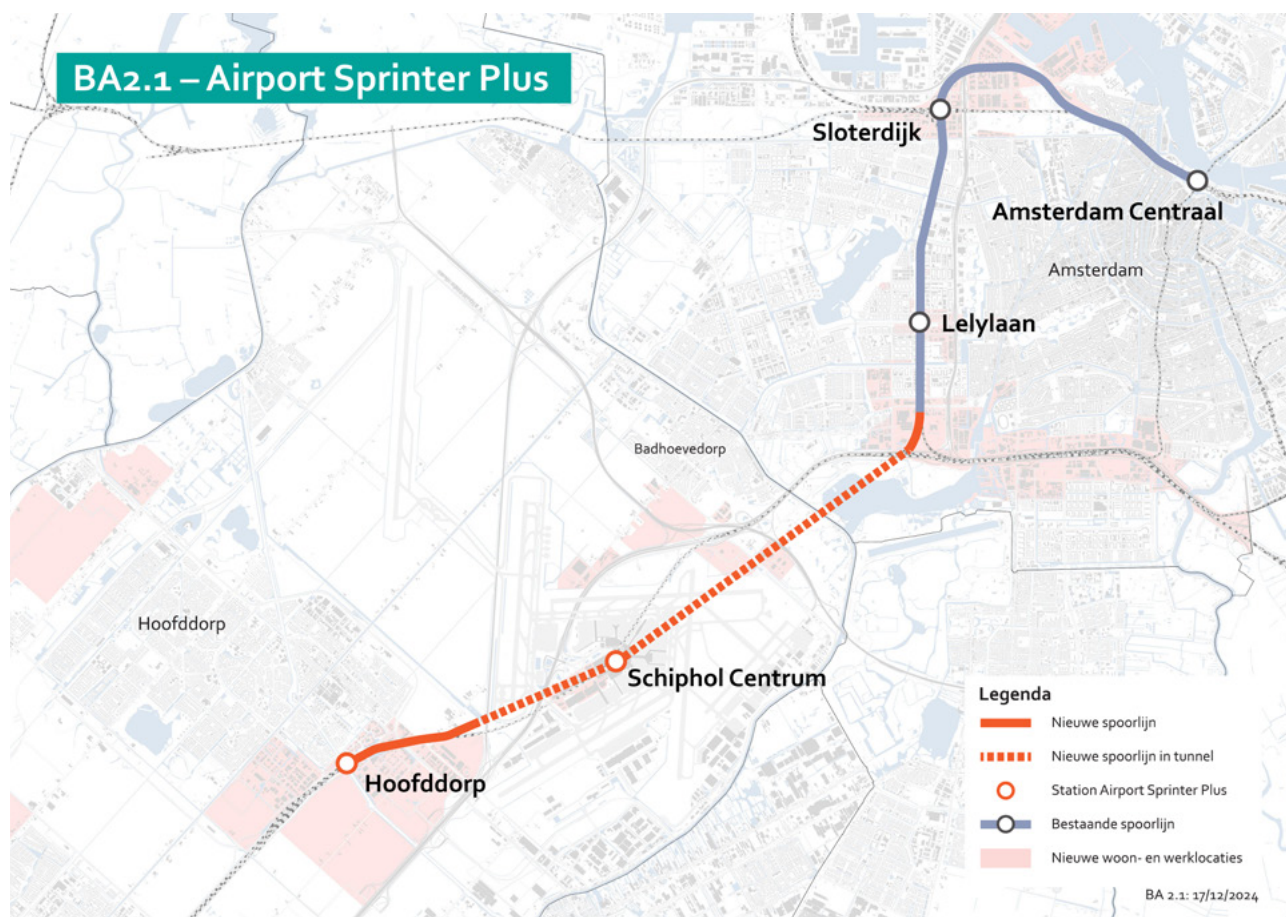 BA2.1 – Airport Sprinter Plus
Sloterdijk
Amsterdam Centraal
Amsterdam
Lelylaan
Badhoevedorp
Hoofddorp
Schiphol Centrum
Hoofddorp
Legenda
Nieuwe spoorlijn
Nieuwe spoorlijn in tunnel
Station Airport Sprinter Plus
Bestaande spoorlijn
Nieuwe woon- en werklocaties
BA 2.1: 17/12/2024